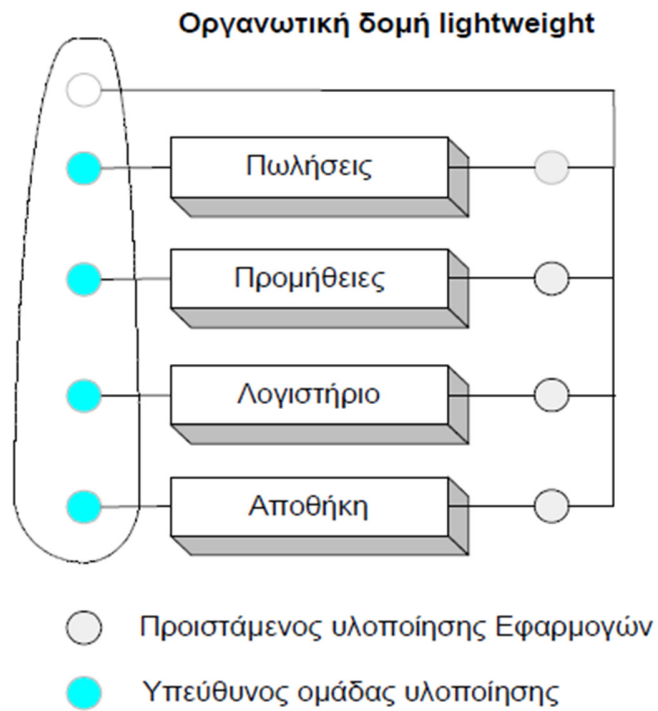 Οργανωτική δομή lightweight
Πωλήσεις
Προμήθειες
Λογιστήριο
Αποθήκη
Προιστάμενος υλοποίησης Εφαρμογών
Υπεύθυνος ομάδας υλοποίησης